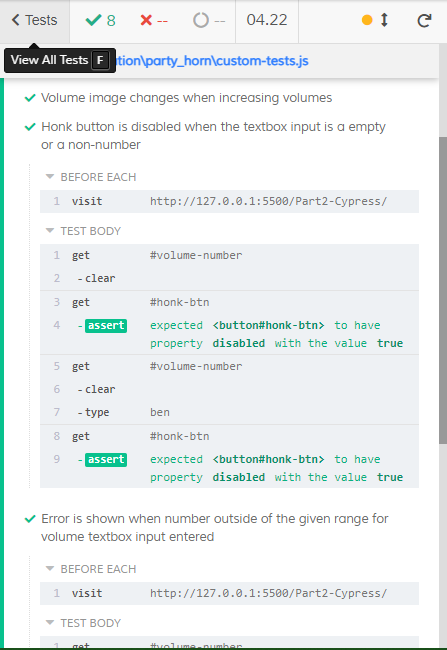 < Tests 8 -- -- 04.22
View All Tests F tion\party_horn\custom-tests.js
Volume image changes when increasing volumes
Honk button is disabled when the textbox input is a empty
or a non-number
BEFORE EACH
1 visit http://127.0.0.1:5500/Part2-Cypress/
TEST BODY
1 get #volume-number
2 -clear
3 get #honk-btn
4 -assert expected <button#honk-btn> to have
property disabled with the value true
5 get #volume-number
6 -clear
7 -type ben
8 get #honk-btn
9 -assert expected <button#honk-btn> to have
property disabled with the value true
Error is shown when number outside of the given range for
volume textbox input entered
BEFORE EACH
1 visit http://127.0.0.1:5500/Part2-Cypress/
TEST BODY
1 get #volume-number